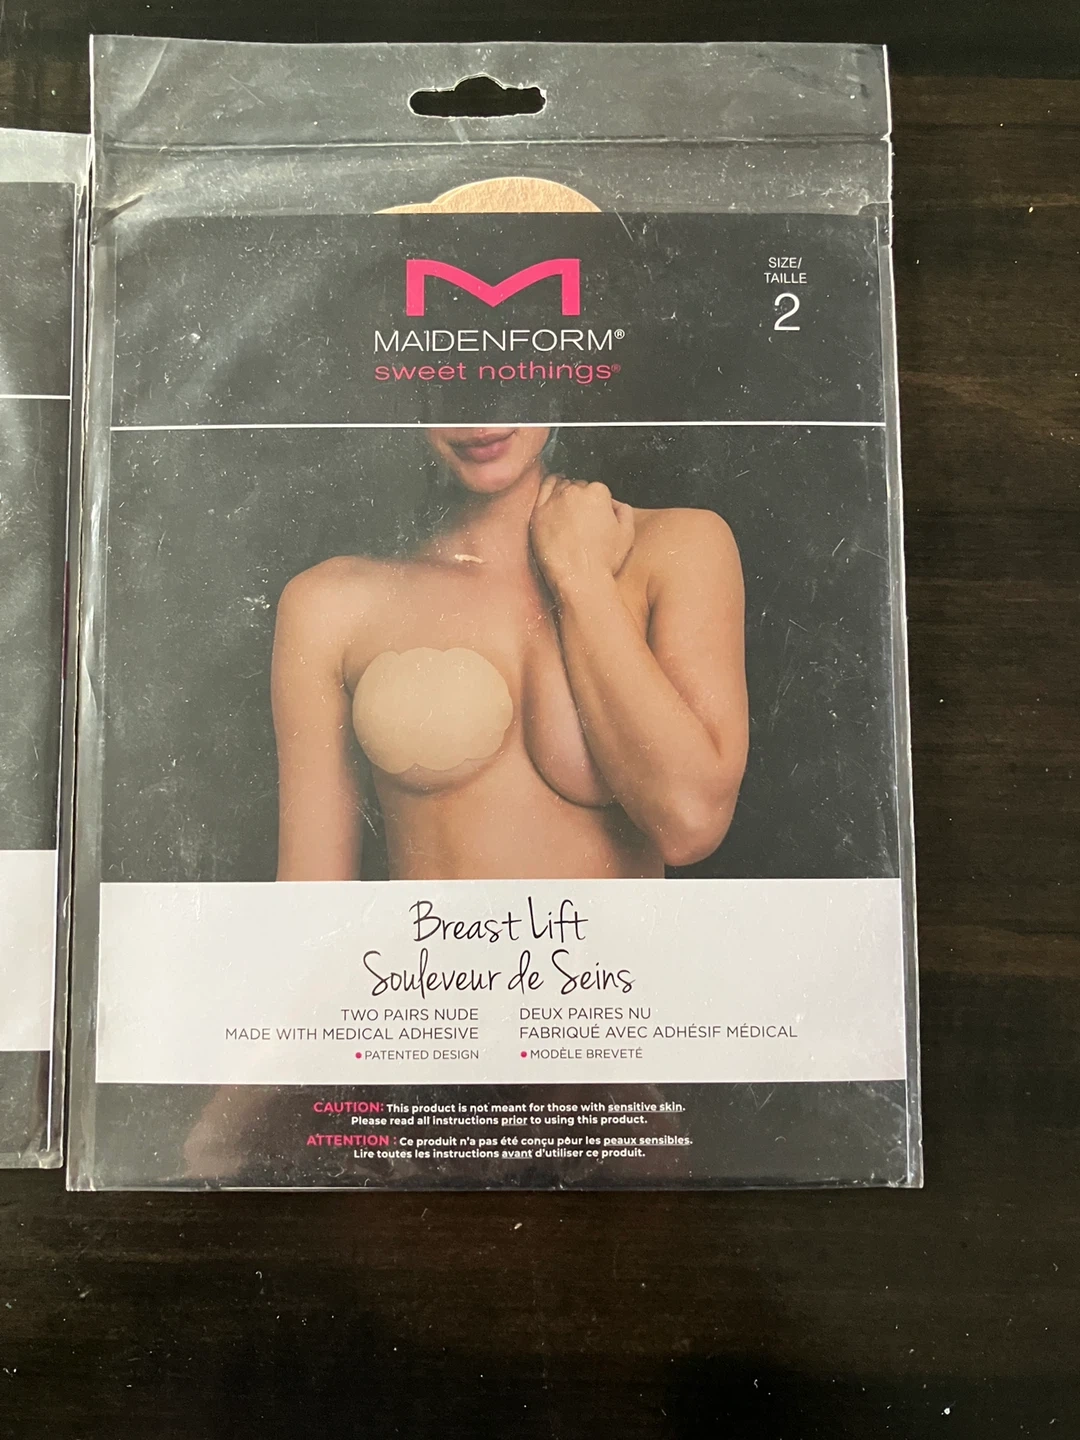 SIZE/
TAILLE
2
MAIDENFORM®
sweet nothings®
Breast Lift
Souleveur de Seins
TWO PAIRS NUDE
MADE WITH MEDICAL ADHESIVE
• PATENTED DESIGN
DEUX PAIRES NU
FABRIQUÉ AVEC ADHÉSIF MÉDICAL
• MODÈLE BREVETÉ
CAUTION: This product is not meant for those with sensitive skin.
Please read all instructions prior to using this product.
ATTENTION : Ce produit n'a pas été conçu pour les peaux sensibles.
Lire toutes les instructions avant d'utiliser ce produit.